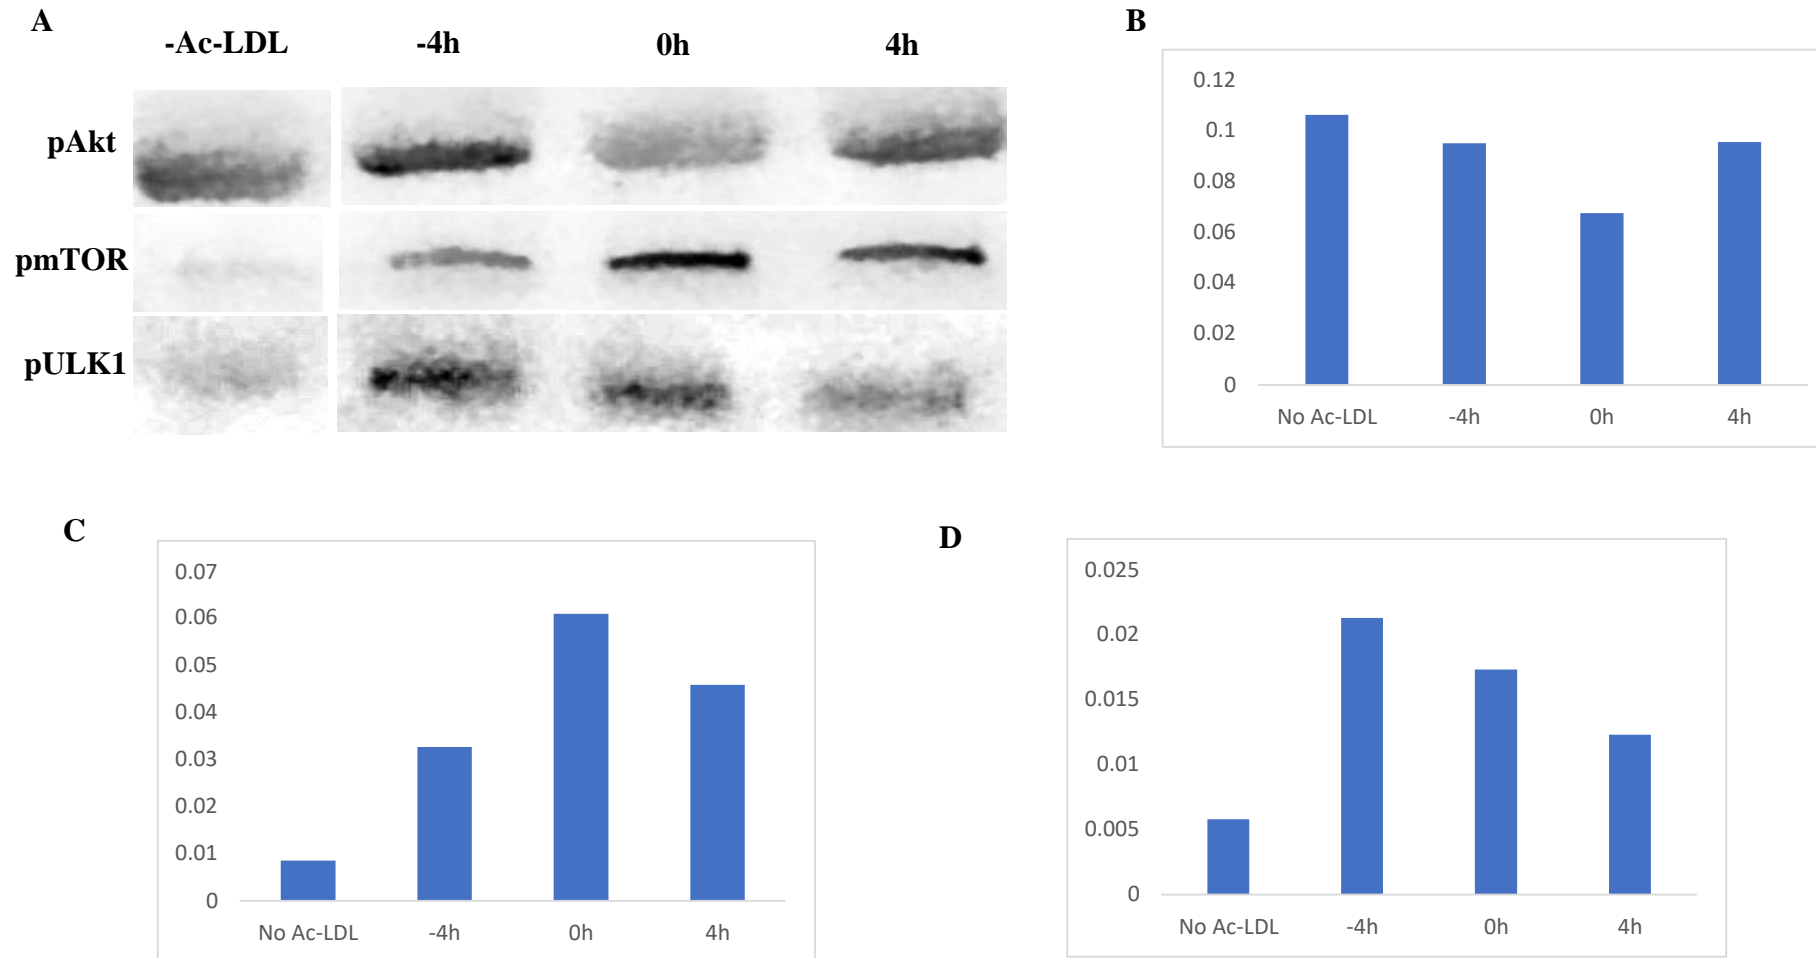 A
-Ac-LDL -4h 0h 4h
pAkt
pmTOR
pULK1
B
0.12
0.1
0.08
0.06
0.04
0.02
0
No Ac-LDL -4h 0h 4h
C
0.07
0.06
0.05
0.04
0.03
0.02
0.01
0
No Ac-LDL -4h 0h 4h
D
0.025
0.02
0.015
0.01
0.005
0
No Ac-LDL -4h 0h 4h